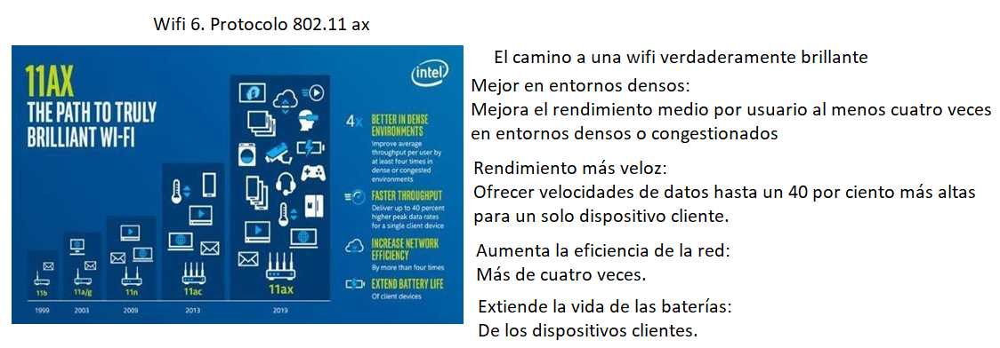 Wifi 6. Protocolo 802.11 ax
11AX
THE PATH TO TRULY
BRILLIANT WI-FI
intel
4x
BETTER IN DENSE
ENVIRONMENTS
Improve average
throughput per user by
at least four times in
dense or congested
environments
FASTER THROUGHPUT
Deliver up to 40 percent
higher peak data rates
for a single client device
INCREASE NETWORK
EFFICIENCY
By more than four times
EXTEND BATTERY LIFE
Of client devices
11b
11a/g
11n
11ac
11ax
1999
2003
2009
2013
2019
El camino a una wifi verdaderamente brillante
Mejor en entornos densos:
Mejora el rendimiento medio por usuario al menos cuatro veces
en entornos densos o congestionados
Rendimiento más veloz:
Ofrecer velocidades de datos hasta un 40 por ciento más altas
para un solo dispositivo cliente.
Aumenta la eficiencia de la red:
Más de cuatro veces.
Extiende la vida de las baterías:
De los dispositivos clientes.